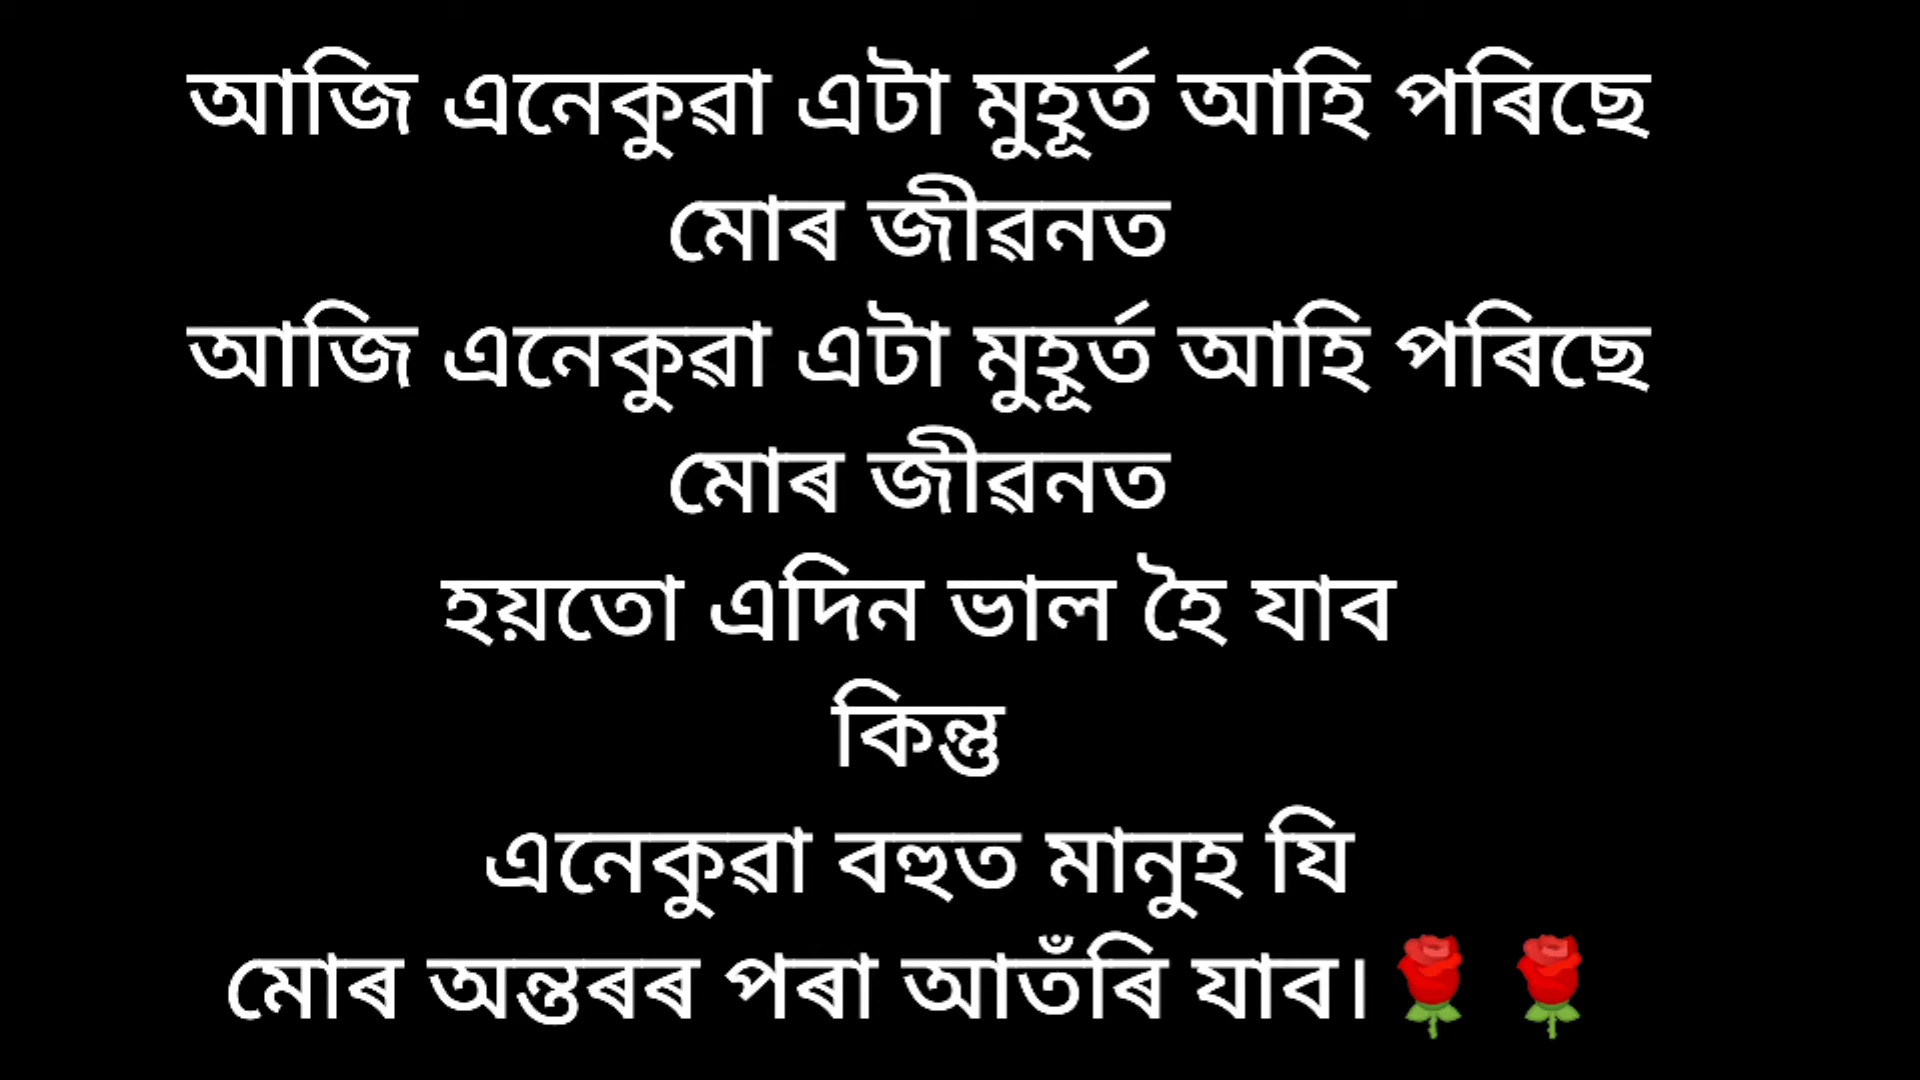 আজি এনেকুৱা এটা মুহূৰ্ত আহি পৰিছে
মোৰ জীৱনত
আজি এনেকুৱা এটা মুহূৰ্ত আহি পৰিছে
মোৰ জীৱনত
হয়তো এদিন ভাল হৈ যাব
কিন্তু
এনেকুৱা বহুত মানুহ যি
মোৰ অন্তৰৰ পৰা আতঁৰি যাব।🌹 🌹